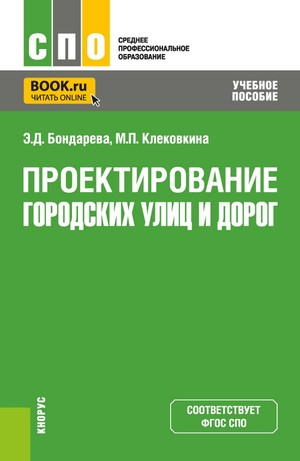 СПО
СРЕДНЕЕ
ПРОФЕССИОНАЛЬНОЕ
ОБРАЗОВАНИЕ
BOOK.ru
ЧИТАТЬ ONLINE
УЧЕБНОЕ
ПОСОБИЕ
Э.Д. Бондарева, М.П. Клековкина
ПРОЕКТИРОВАНИЕ
ГОРОДСКИХ УЛИЦ И ДОРОГ
КНОРУС
СООТВЕТСТВУЕТ
ФГОС СПО